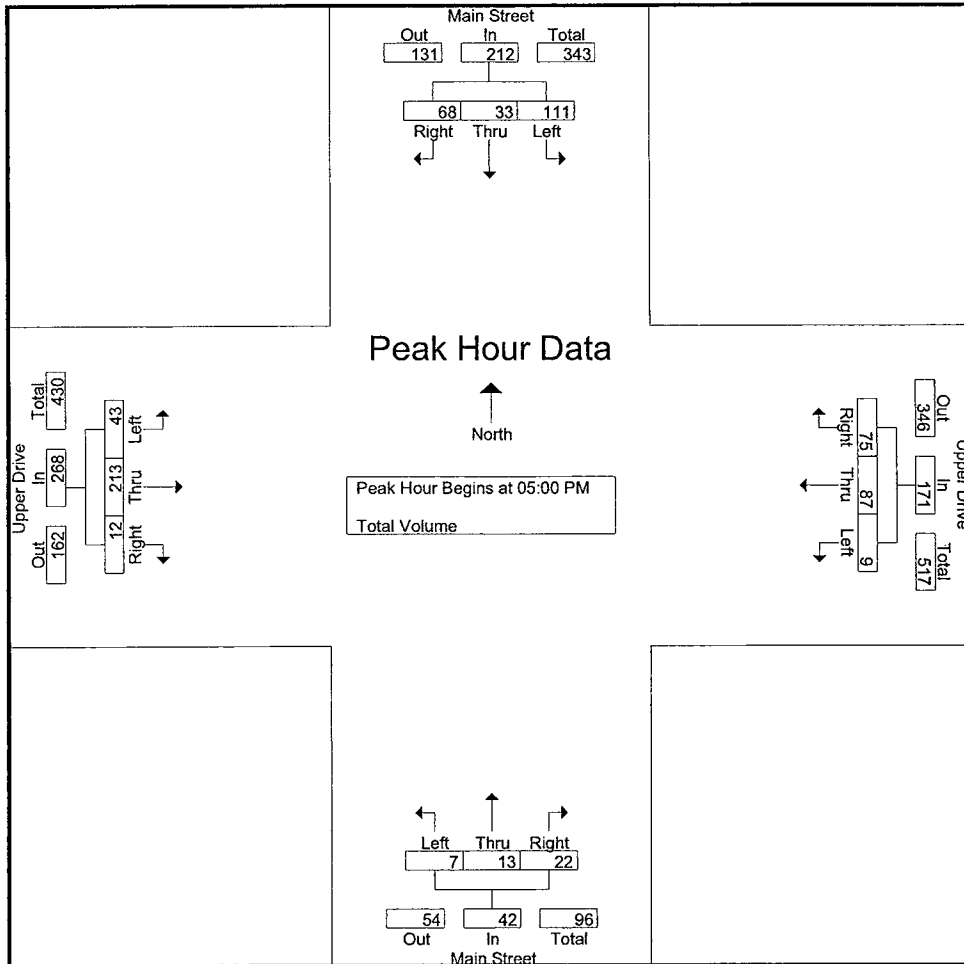 Main Street
Out In Total
131 212 343
68 33 111
Right Thru Left
Peak Hour Data
North
Peak Hour Begins at 05:00 PM
Total Volume
Upper Drive
Out In Total
162 268 430
Right Thru Left
12 213 43
Upper Drive
Out In Total
346 171 517
Right Thru Left
75 87 9
Left Thru Right
7 13 22
54 42 96
Out In Total
Main Street